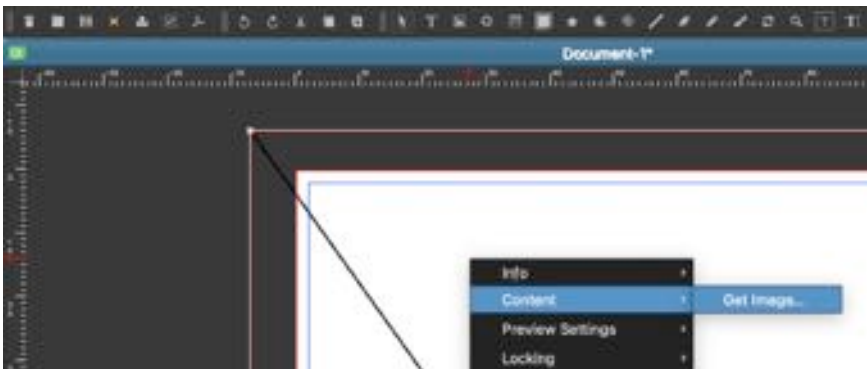 Document-1*
Info
Content
Get Image...
Preview Settings
Locking